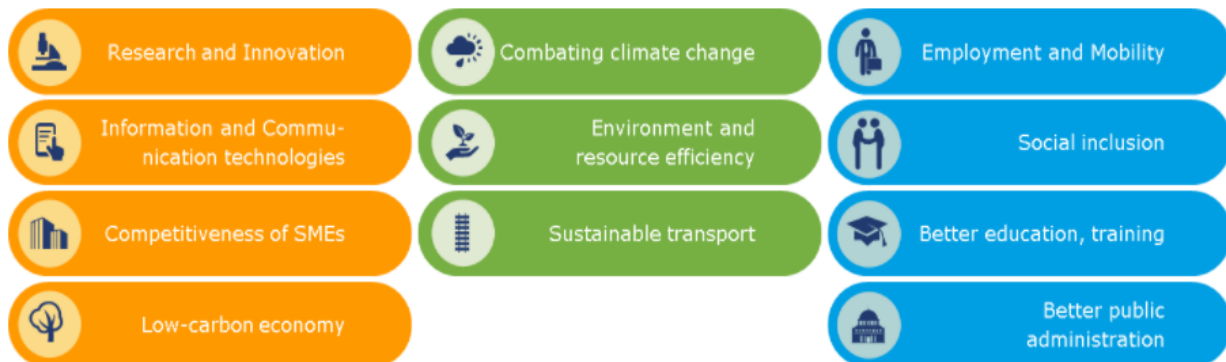 Research and Innovation
Information and Commu-
nication technologies
Competitiveness of SMEs
Low-carbon economy
Combating climate change
Environment and
resource efficiency
Sustainable transport
Employment and Mobility
Social inclusion
Better education, training
Better public
administration